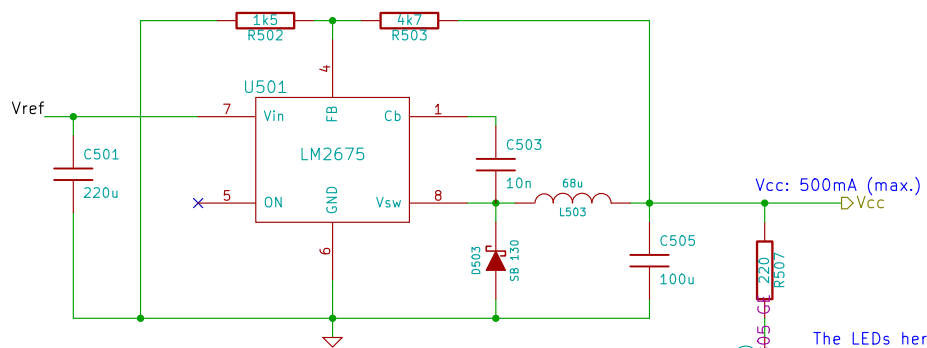 1k5
R502
4k7
R503
4
U501
Vref
7
Vin
FB
Cb
1
C501
220u
LM2675
C503
10n
68u
L503
5
ON
GND
Vsw
8
6
D503
SB 130
Vcc: 500mA (max.)
Vcc
C505
100u
220
R507
The LEDs her